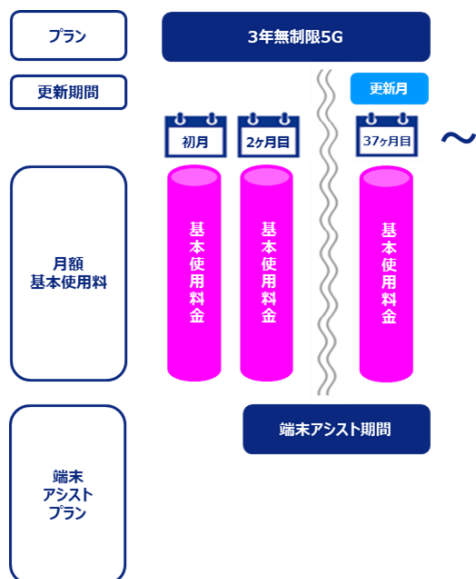 プラン
3年無制限5G
更新期間
更新月
初月
2ヶ月目
37ヶ月目
～
月額
基本使用料
基本使用料金
基本使用料金
基本使用料金
端末アシスト期間
端末
アシスト
プラン